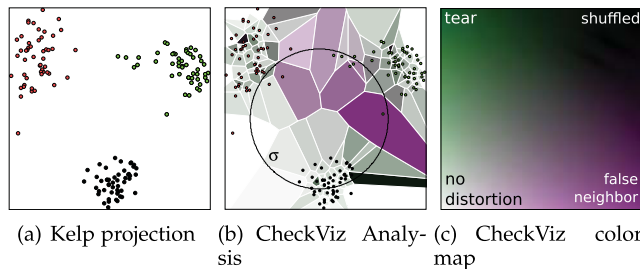 tear
shuffled
σ
no
distortion
false
neighbor
(a) Kelp projection
(b) CheckViz Analy-
sis
(c) CheckViz color
map